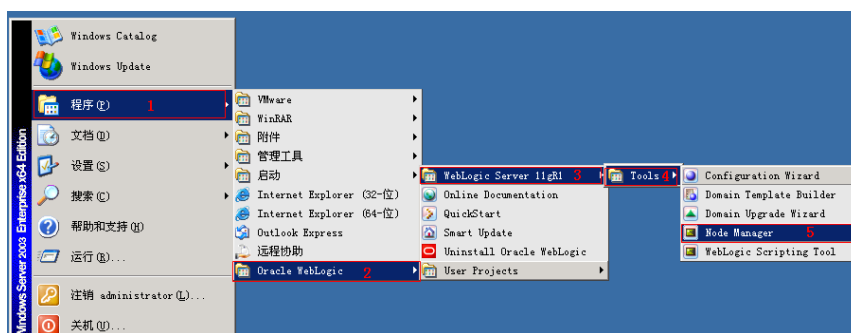 Windows Catalog
Windows Update
程序(P) 1
文档(D)
设置(S)
搜索(C)
帮助和支持(H)
运行(R)...
注销 administrator(L)...
关机(U)...
Windows Server 2003 Enterprise x64 Edition
VMware
WinRAR
附件
管理工具
启动
Internet Explorer (32-位)
Internet Explorer (64-位)
Outlook Express
远程协助
Oracle WebLogic 2
WebLogic Server 11gR1 3
Online Documentation
QuickStart
Smart Update
Uninstall Oracle WebLogic
User Projects
Tools 4
Configuration Wizard
Domain Template Builder
Domain Upgrade Wizard
Node Manager 5
WebLogic Scripting Tool